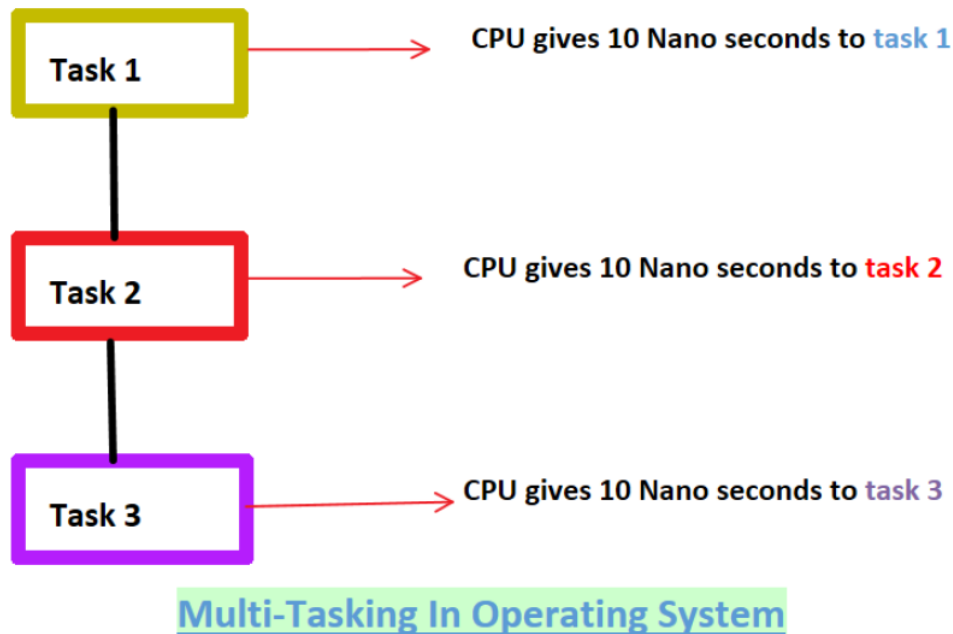 Task 1
CPU gives 10 Nano seconds to task 1
Task 2
CPU gives 10 Nano seconds to task 2
Task 3
CPU gives 10 Nano seconds to task 3
Multi-Tasking In Operating System